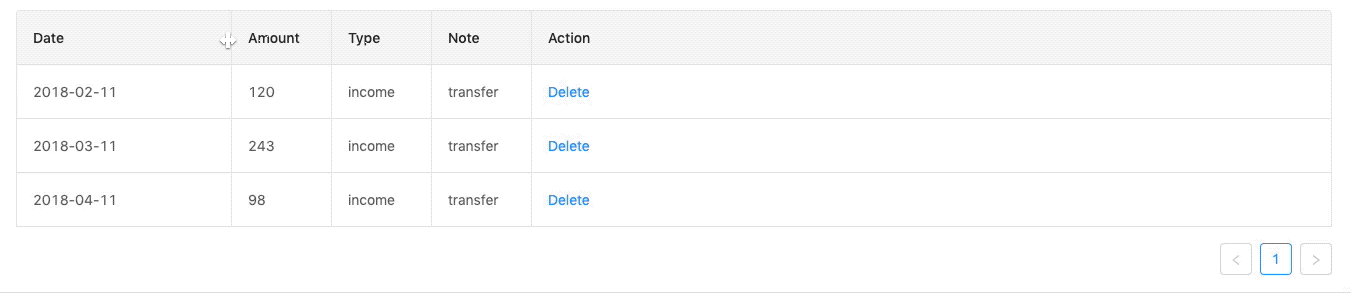 Date Amount Type Note Action
2018-02-11 120 income transfer Delete
2018-03-11 243 income transfer Delete
2018-04-11 98 income transfer Delete
< 1 >